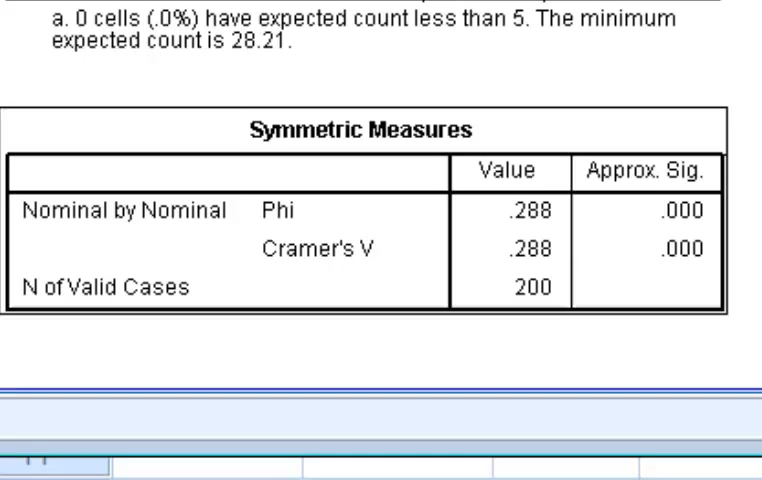 a. 0 cells (.0%) have expected count less than 5. The minimum
expected count is 28.21.
Symmetric Measures
Value Approx. Sig.
Nominal by Nominal Phi .288 .000
Cramer's V .288 .000
N of Valid Cases 200